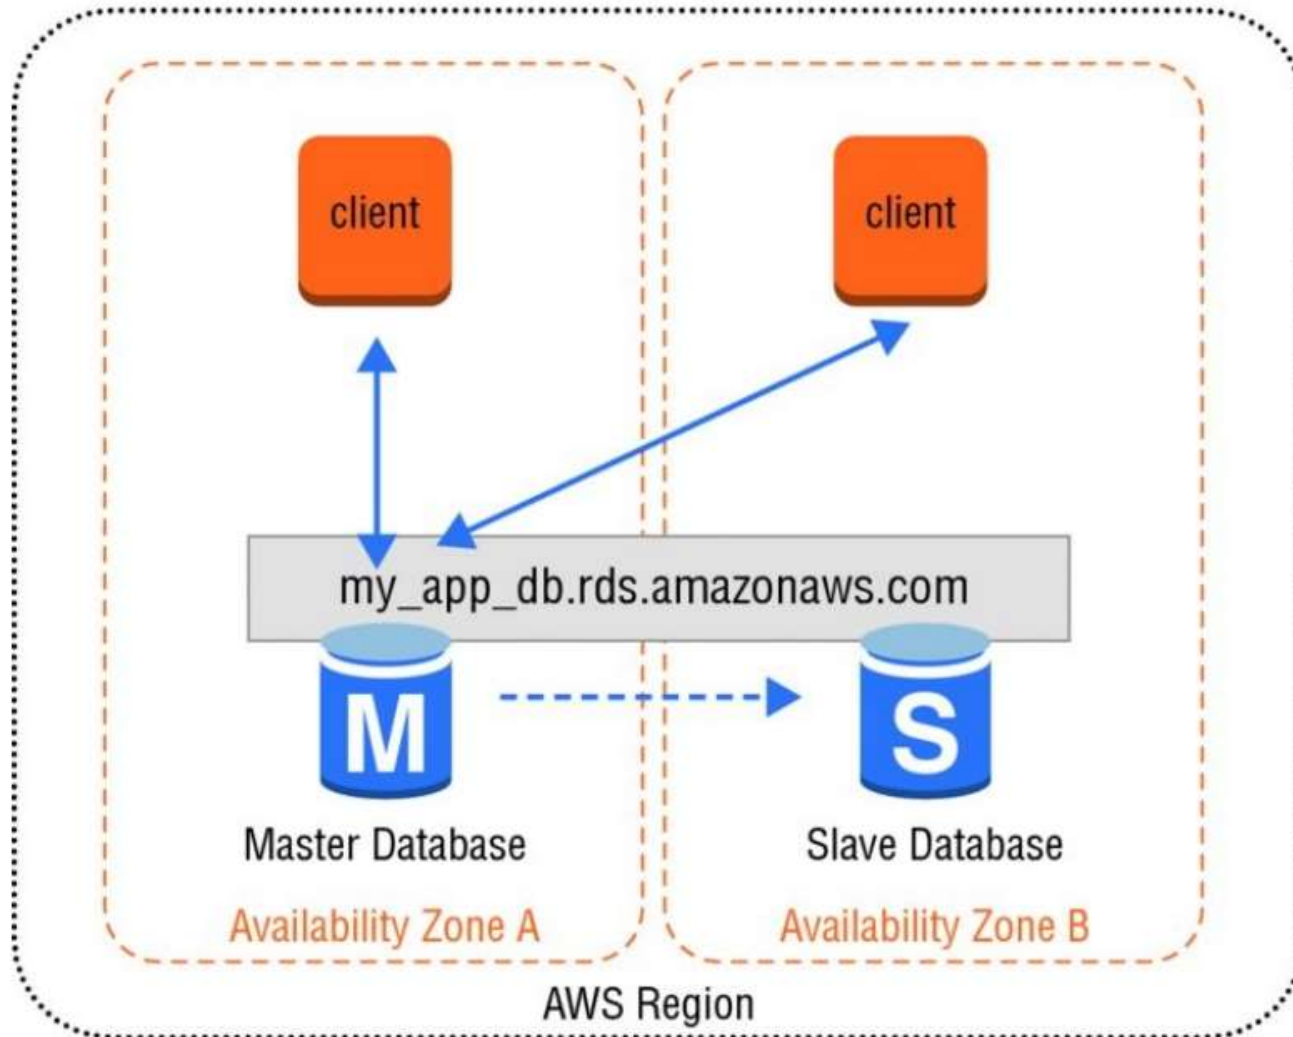 client
client
my_app_db.rds.amazonaws.com
M
S
Master Database
Slave Database
Availability Zone A
Availability Zone B
AWS Region